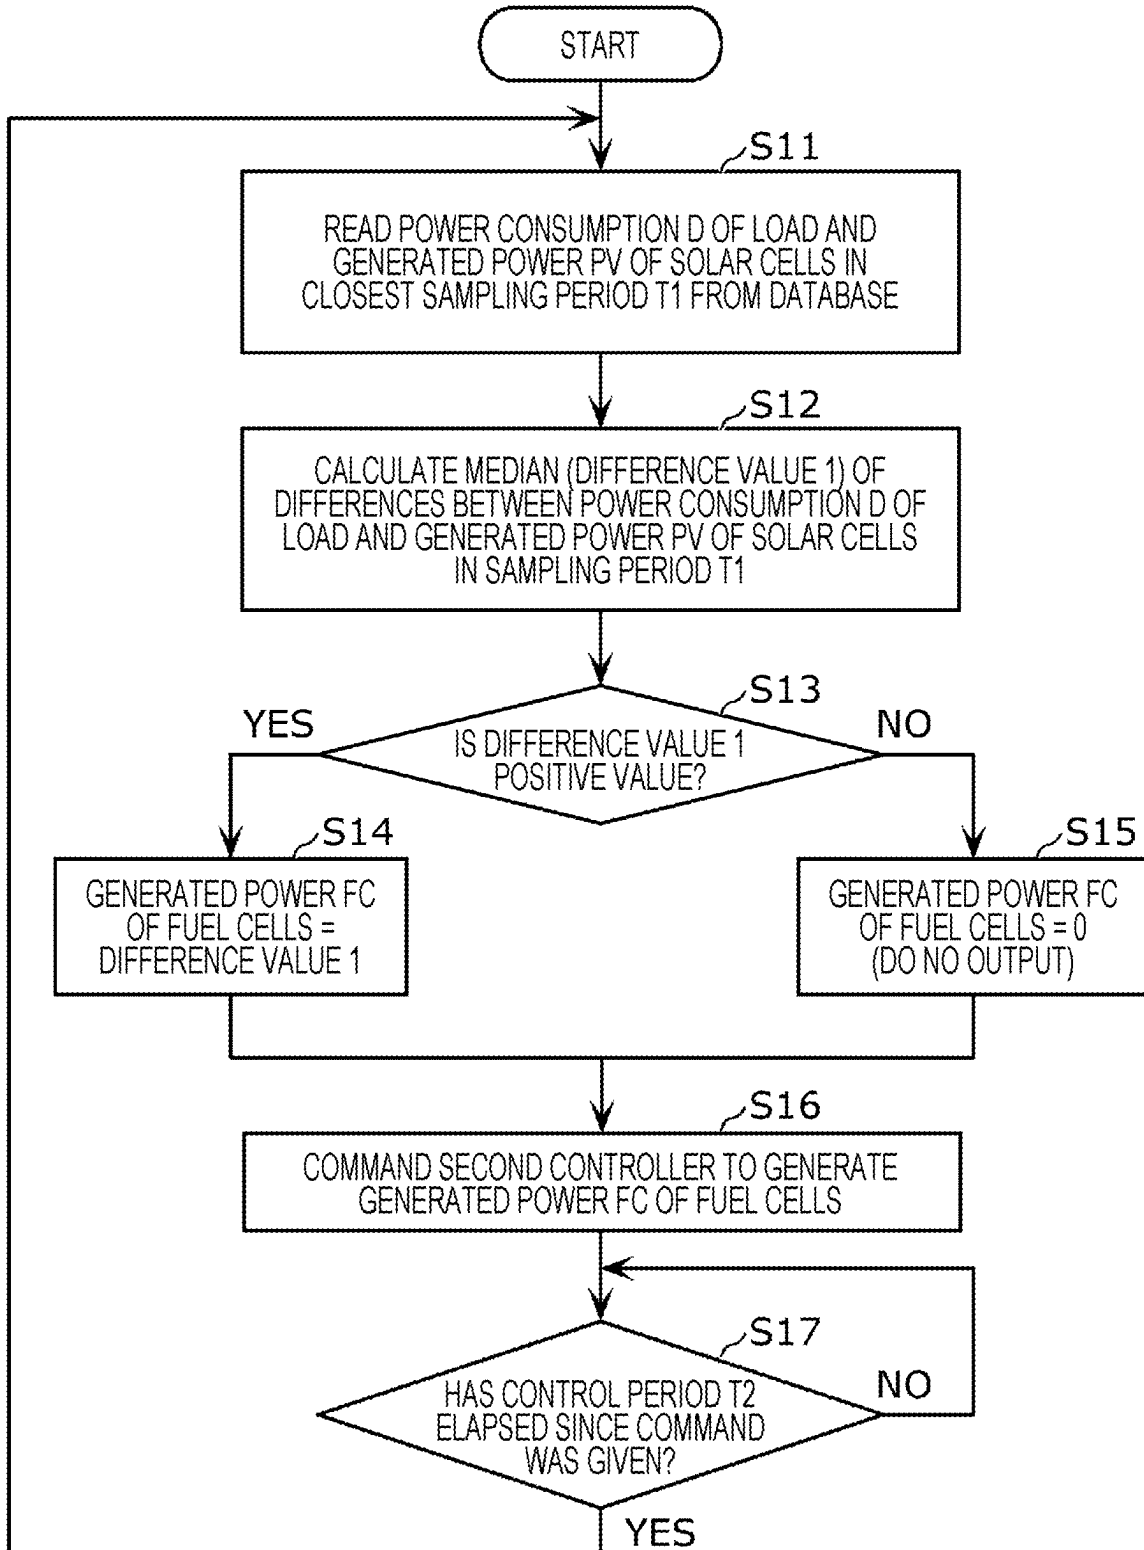 START
S11
READ POWER CONSUMPTION D OF LOAD AND
GENERATED POWER PV OF SOLAR CELLS IN
CLOSEST SAMPLING PERIOD T1 FROM DATABASE
S12
CALCULATE MEDIAN (DIFFERENCE VALUE 1) OF
DIFFERENCES BETWEEN POWER CONSUMPTION D OF
LOAD AND GENERATED POWER PV OF SOLAR CELLS
IN SAMPLING PERIOD T1
S13
YES
NO
IS DIFFERENCE VALUE 1
POSITIVE VALUE?
S14
GENERATED POWER FC
OF FUEL CELLS =
DIFFERENCE VALUE 1
S15
GENERATED POWER FC
OF FUEL CELLS = 0
(DO NO OUTPUT)
S16
COMMAND SECOND CONTROLLER TO GENERATE
GENERATED POWER FC OF FUEL CELLS
S17
NO
HAS CONTROL PERIOD T2
ELAPSED SINCE COMMAND
WAS GIVEN?
YES